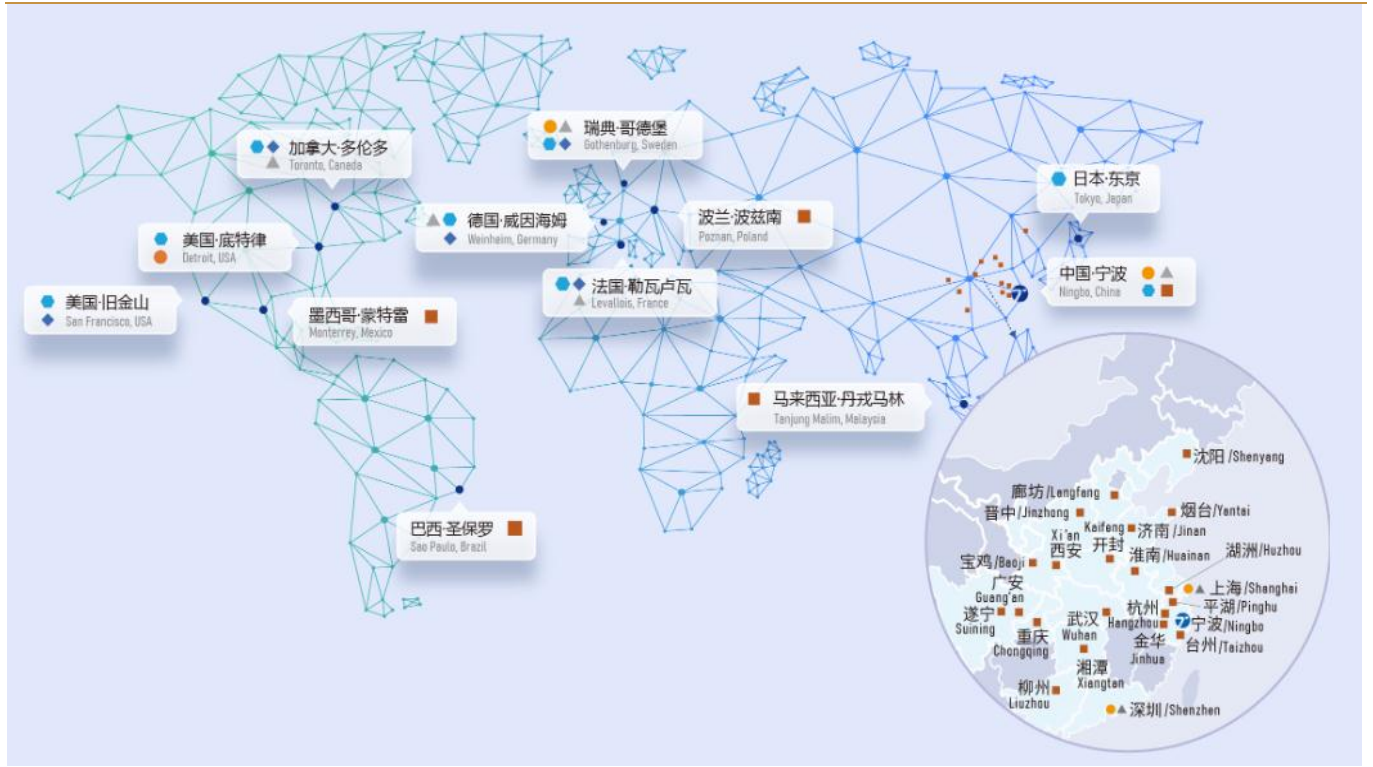 瑞典·哥德堡
Gothenburg, Sweden
加拿大·多伦多
Toronto, Canada
日本·东京
Tokyo, Japan
德国·威因海姆
Weinheim, Germany
波兰·波兹南
Poznan, Poland
美国·底特律
Detroit, USA
中国·宁波
Ningbo, China
法国·勒瓦卢瓦
Levallois, France
美国·旧金山
San Francisco, USA
墨西哥·蒙特雷
Monterrey, Mexico
马来西亚·丹戎马林
Tanjung Malim, Malaysia
巴西·圣保罗
Sao Paulo, Brazil
沈阳/Shenyang
廊坊/Langfang
晋中/Jinzhong
烟台/Yantai
Xi'an
西安
Kaifeng
开封
济南/Jinan
湖洲/Huzhou
宝鸡/Baoji
淮南/Huainan
广安
Guang'an
上海/Shanghai
平湖/Pinghu
遂宁
Suining
武汉
Wuhan
杭州
Hangzhou
宁波/Ningbo
重庆
Chongqing
金华
Jinhua
台州/Taizhou
湘潭
Xiangtan
柳州
Liuzhou
深圳/Shenzhen